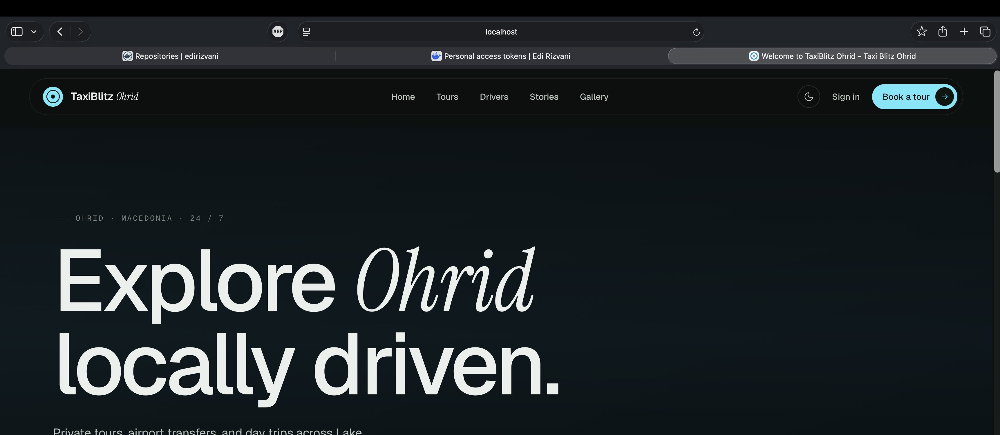 ABP
localhost
Repositories | edirizvani
Personal access tokens | Edi Rizvani
Welcome to TaxiBlitz Ohrid - Taxi Blitz Ohrid
TaxiBlitz Ohrid
Home
Tours
Drivers
Stories
Gallery
Sign in
Book a tour
OHRID · MACEDONIA · 24 / 7
Explore Ohrid
locally driven.
Private tours, airport transfers, and day trips across Lake